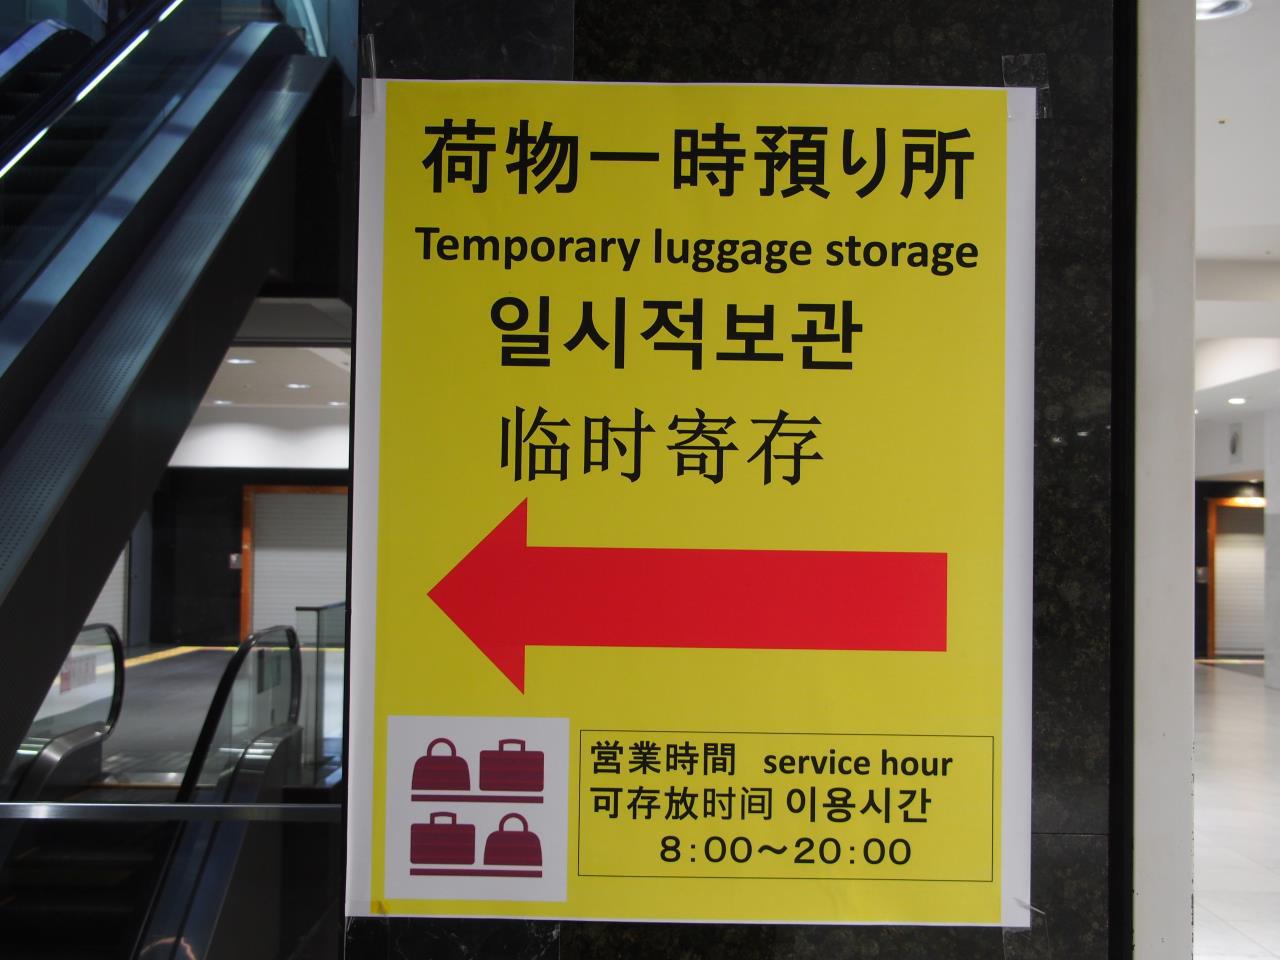 荷物一時預り所
Temporary luggage storage
일시적보관
临时寄存
営業時間 service hour
可存放时间 이용시간
8:00～20:00